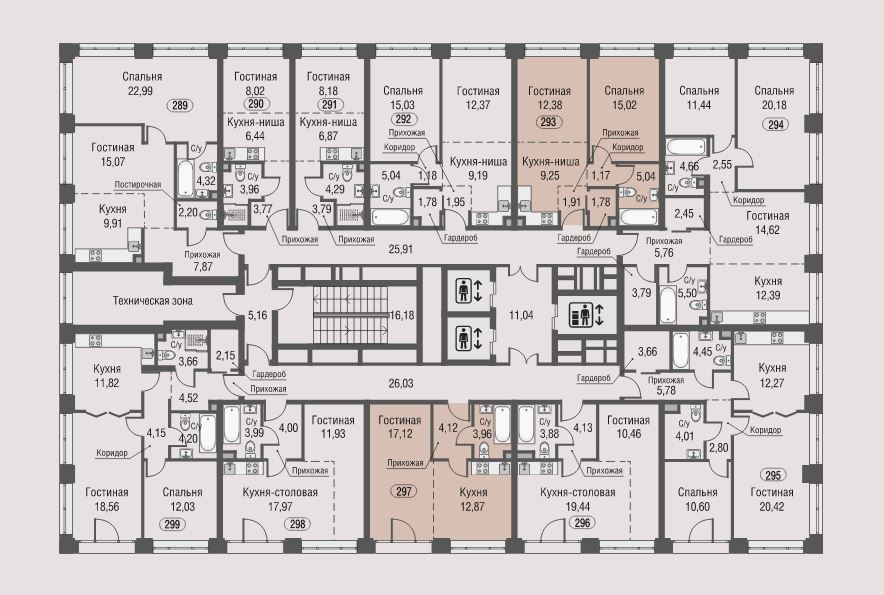 Спальня
22,99
289
Гостиная
8,02
290
Кухня-ниша
6,44
Гостиная
8,18
291
Кухня-ниша
6,87
Спальня
15,03
292
Гостиная
12,37
Гостиная
12,38
293
Спальня
15,02
Спальня
11,44
Гостиная
20,18
294
Прихожая
Коридор
Прихожая
Коридор
Гостиная
15,07
С/у
4,32
Постирочная
2,20
С/у
Кухня
9,91
Прихожая
7,87
С/у
3,96
3,77
Прихожая
С/у
4,29
3,79
Прихожая
5,04
С/у
1,18
1,78
1,95
Кухня-ниша
9,19
Гардероб
Кухня-ниша
9,25
1,91
1,17
1,78
Гардероб
5,04
С/у
С/у
4,66
2,55
Коридор
2,45
Гардероб
5,76
Прихожая
Гостиная
14,62
Гардероб
3,79
С/у
5,50
Кухня
12,39
25,91
Техническая зона
5,16
16,18
11,04
26,03
Кухня
11,82
С/у
3,66
2,15
Гардероб
Прихожая
4,52
4,15
Коридор
С/у
4,20
Гостиная
18,56
Спальня
12,03
299
С/у
3,99
4,00
Прихожая
Гостиная
11,93
Кухня-столовая
17,97
298
Гостиная
17,12
4,12
Прихожая
С/у
3,96
297
Кухня
12,87
С/у
3,88
4,13
Прихожая
Гостиная
10,46
Кухня-столовая
19,44
296
3,66
Гардероб
С/у
4,45
Прихожая
5,78
Кухня
12,27
С/у
4,01
2,80
Коридор
Спальня
10,60
295
Гостиная
20,42